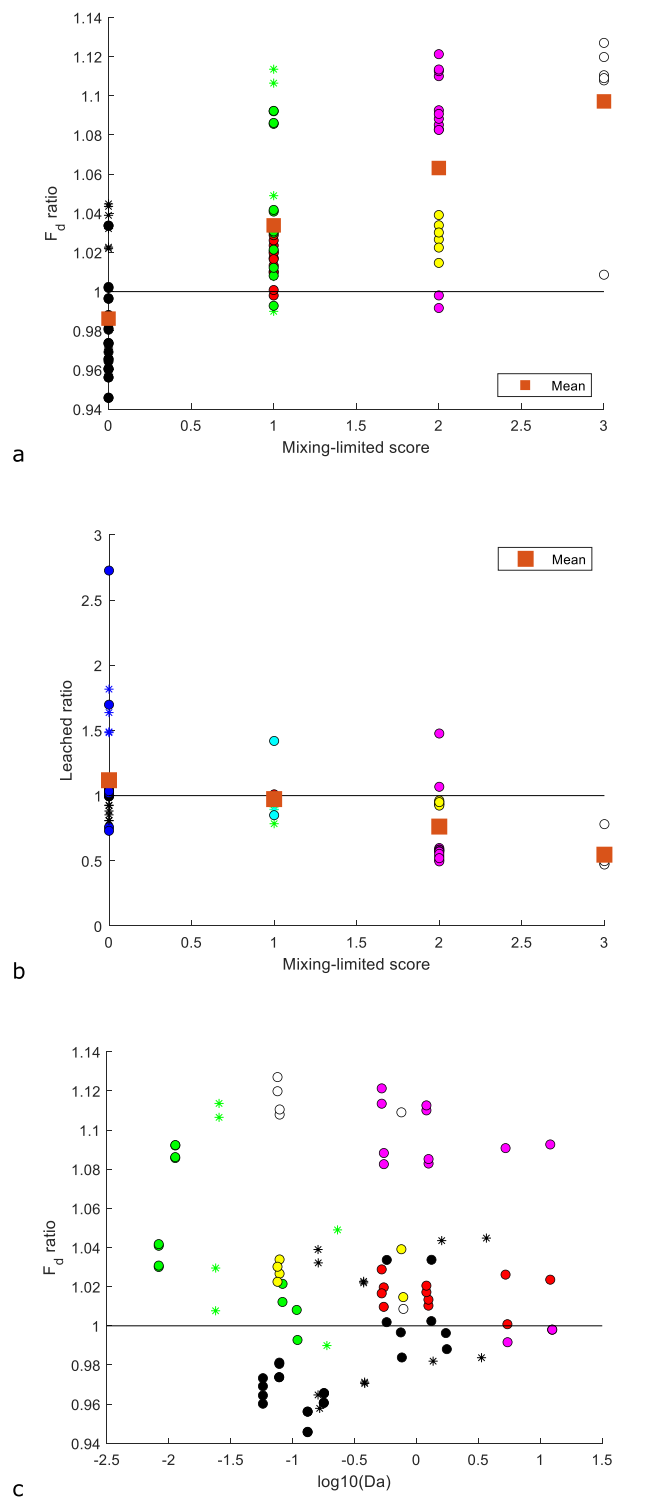 1.14
1.12
1.1
1.08
1.06
1.04
1.02
1
0.98
0.96
0.94
F_d ratio
Mean
0 0.5 1 1.5 2 2.5 3
Mixing-limited score
a
3
2.5
2
1.5
1
0.5
0
Leached ratio
Mean
0 0.5 1 1.5 2 2.5 3
Mixing-limited score
b
1.14
1.12
1.1
1.08
1.06
1.04
1.02
1
0.98
0.96
0.94
F_d ratio
-2.5 -2 -1.5 -1 -0.5 0 0.5 1 1.5
log10(Da)
c